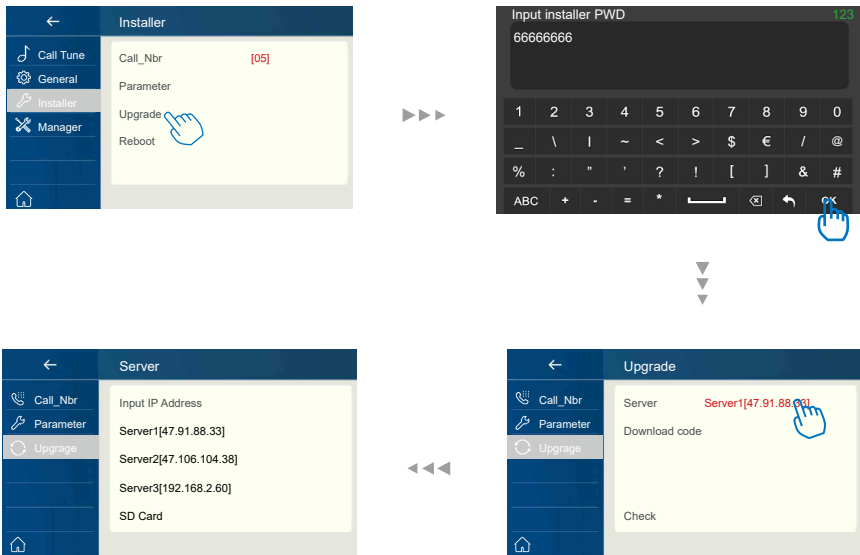 Installer
Call Tune
General
Installer
Manager
Call_Nbr [05]
Parameter
Upgrade
Reboot
Input installer PWD 123
66666666
1 2 3 4 5 6 7 8 9 0
_ \ | ~ < > $ € / @
% : " ' ? ! [ ] & #
ABC + - = * OK
Server
Call_Nbr
Parameter
Upgrage
Input IP Address
Server1[47.91.88.33]
Server2[47.106.104.38]
Server3[192.168.2.60]
SD Card
Upgrade
Call_Nbr
Parameter
Upgrage
Server Server1[47.91.88.33]
Download code
Check